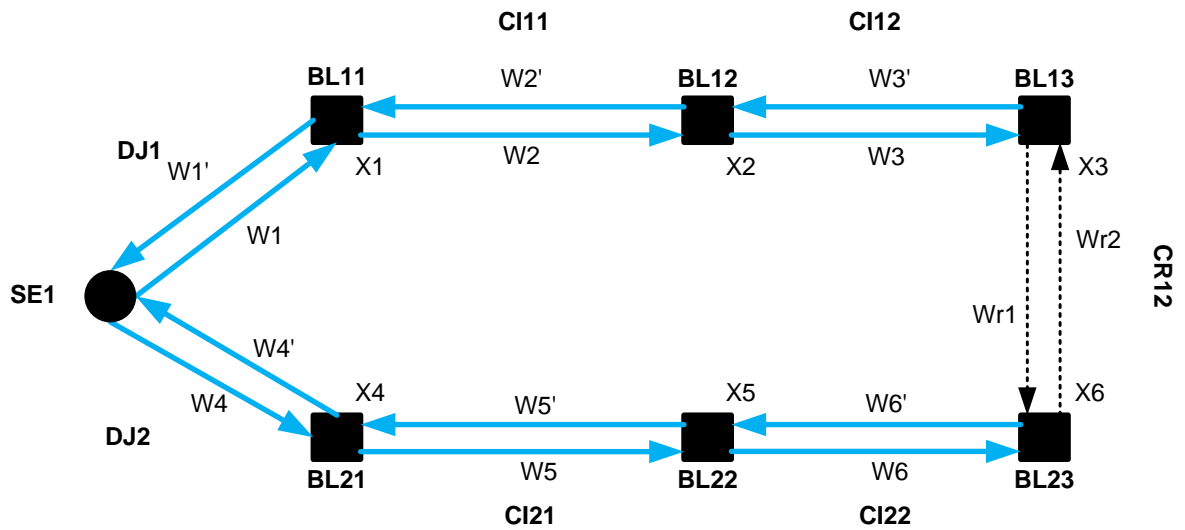 CI11
CI12
BL11
W2'
BL12
W3'
BL13
DJ1
W1'
X1
W2
X2
W3
X3
W1
Wr2
CR12
SE1
Wr1
W4'
X4
X5
X6
W4
W5'
W6'
DJ2
BL21
W5
BL22
W6
BL23
CI21
CI22